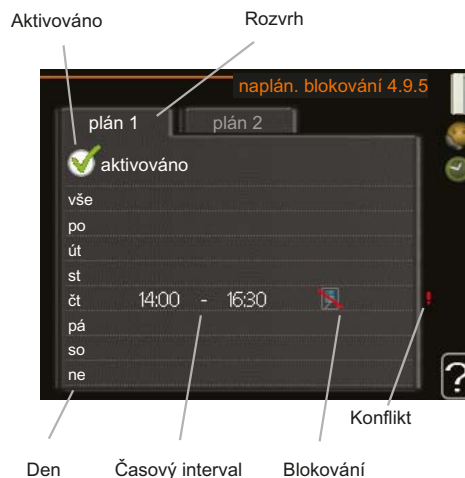 Aktivováno Rozvrh
naplán. blokování 4.9.5
plán 1 plán 2
aktivováno
vše
po
út
st
čt 14:00 - 16:30
pá
so
ne
?
Konflikt
Den Časový interval Blokování